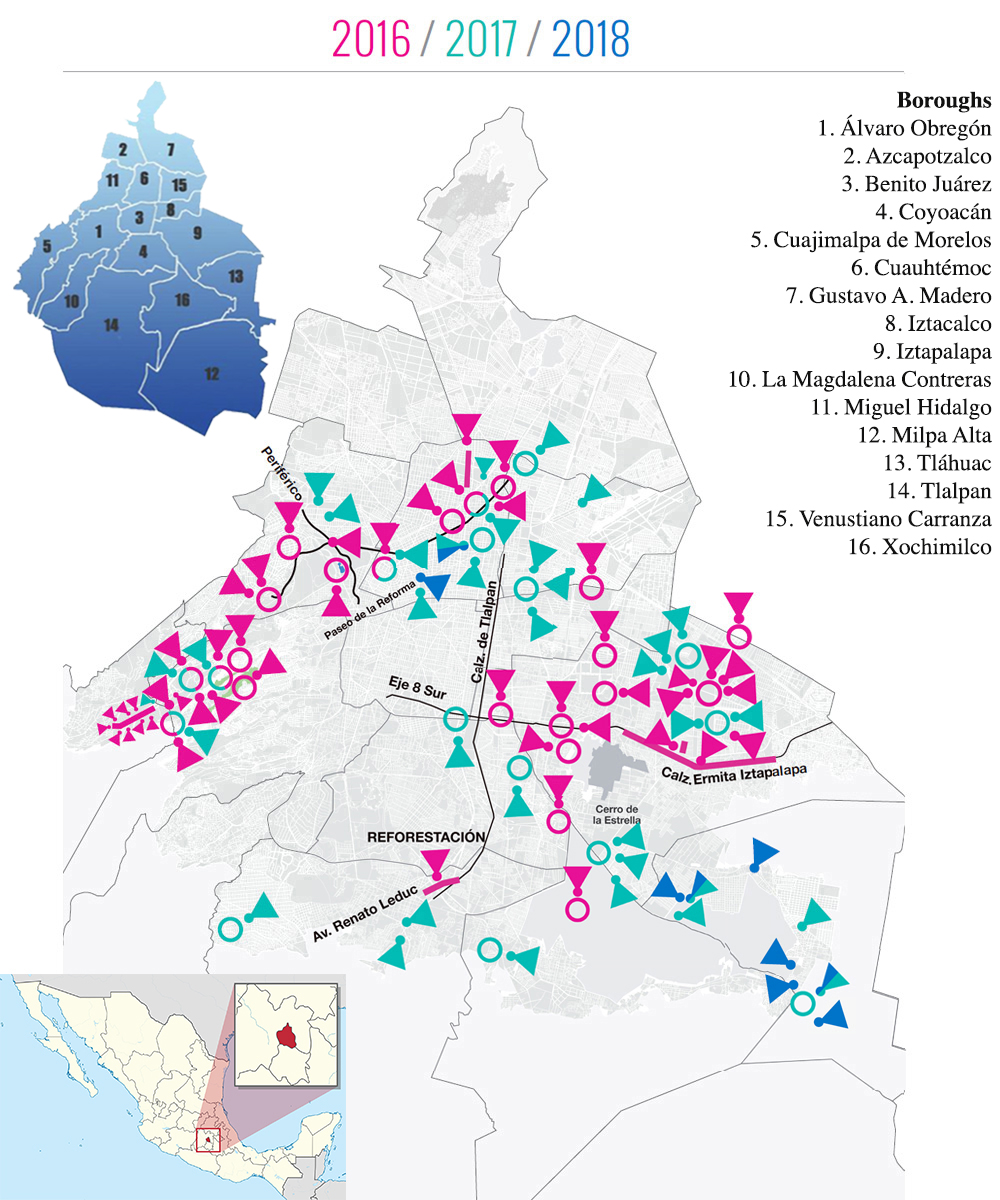 2016 / 2017 / 2018
Boroughs
1. Álvaro Obregón
2. Azcapotzalco
3. Benito Juárez
4. Coyoacán
5. Cuajimalpa de Morelos
6. Cuauhtémoc
7. Gustavo A. Madero
8. Iztacalco
9. Iztapalapa
10. La Magdalena Contreras
11. Miguel Hidalgo
12. Milpa Alta
13. Tláhuac
14. Tlalpan
15. Venustiano Carranza
16. Xochimilco
2
7
11
6
15
3
8
1
9
5
4
13
10
16
14
12
Periférico
Paseo de la Reforma
Calz. de Tlalpan
Eje 8 Sur
Calz. Ermita Iztapalapa
Cerro de
la Estrella
REFORESTACIÓN
Av. Renato Leduc